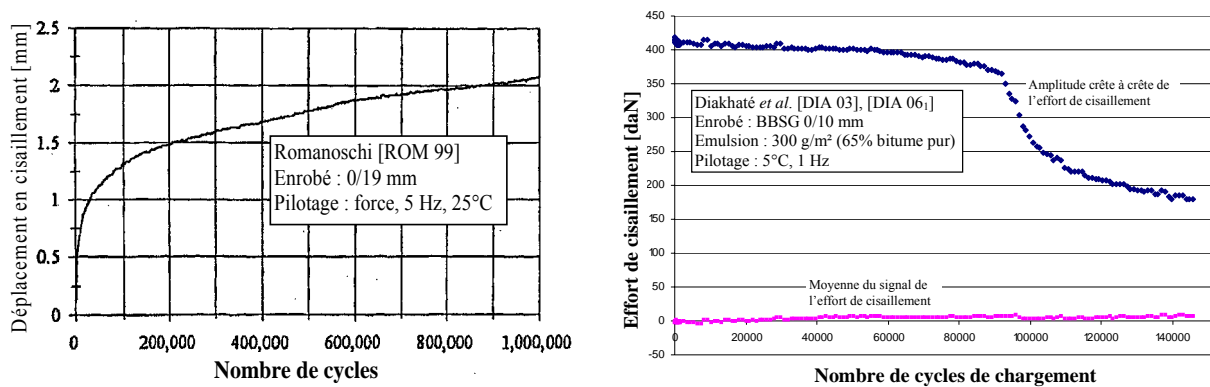 Déplacement en cisaillement [mm]
2.5
2
1.5
1
0.5
0
0
200,000
400,000
600,000
800,000
1,000,000
Nombre de cycles
Romanoschi [ROM 99]
Enrobé : 0/19 mm
Pilotage : force, 5 Hz, 25°C
Effort de cisaillement [daN]
450
400
350
300
250
200
150
100
50
0
-50
0
20000
40000
60000
80000
100000
120000
140000
Nombre de cycles de chargement
Diakhaté et al. [DIA 03], [DIA 06₁]
Enrobé : BBSG 0/10 mm
Emulsion : 300 g/m² (65% bitume pur)
Pilotage : 5°C, 1 Hz
Amplitude crête à crête de
l’effort de cisaillement
Moyenne du signal de
l’effort de cisaillement